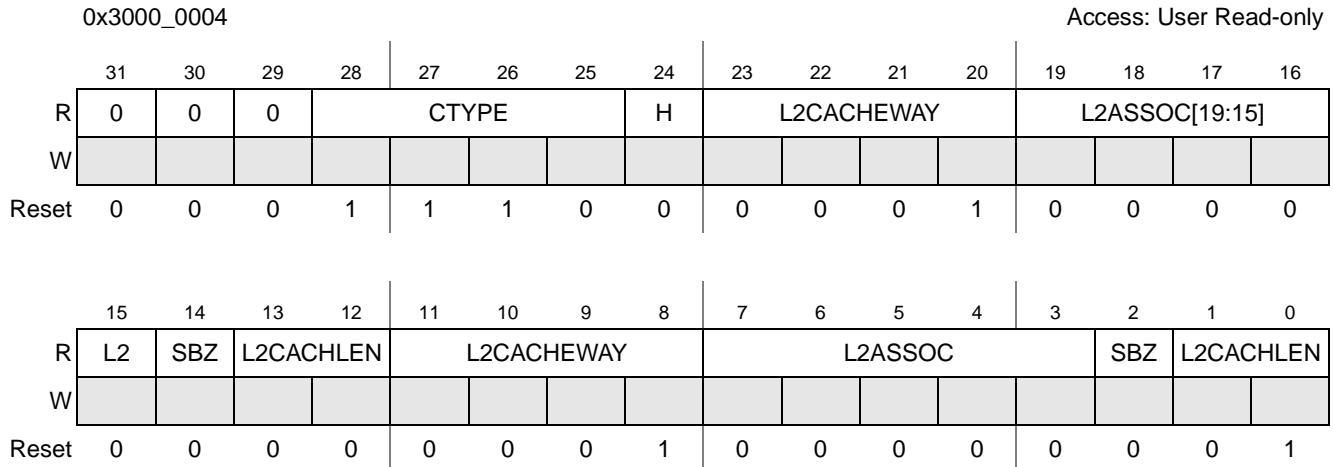 0x3000_0004 Access: User Read-only
31 30 29 28 27 26 25 24 23 22 21 20 19 18 17 16
R 0 0 0 CTYPE H L2CACHEWAY L2ASSOC[19:15]
W
Reset 0 0 0 1 1 1 0 0 0 0 0 1 0 0 0 0
15 14 13 12 11 10 9 8 7 6 5 4 3 2 1 0
R L2 SBZ L2CACHLEN L2CACHEWAY L2ASSOC SBZ L2CACHLEN
W
Reset 0 0 0 0 0 0 0 1 0 0 0 0 0 0 0 1